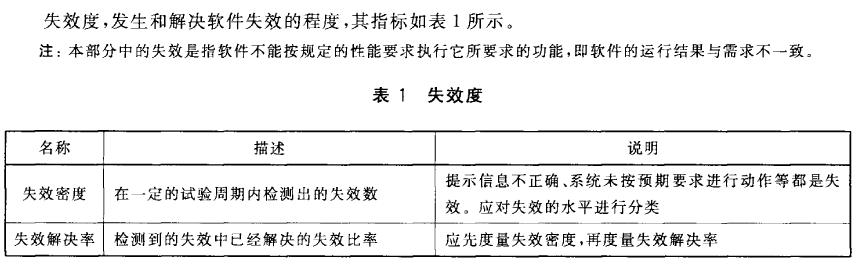 失效度,发生和解决软件失效的程度,其指标如表1所示。
注:本部分中的失效是指软件不能按规定的性能要求执行它所要求的功能,即软件的运行结果与需求不一致。
表 1 失效度
名称 描述 说明
失效密度 在一定的试验周期内检测出的失效数 提示信息不正确、系统未按预期要求进行动作等都是失
效。应对失效的水平进行分类
失效解决率 检测到的失效中已经解决的失效比率 应先度量失效密度,再度量失效解决率